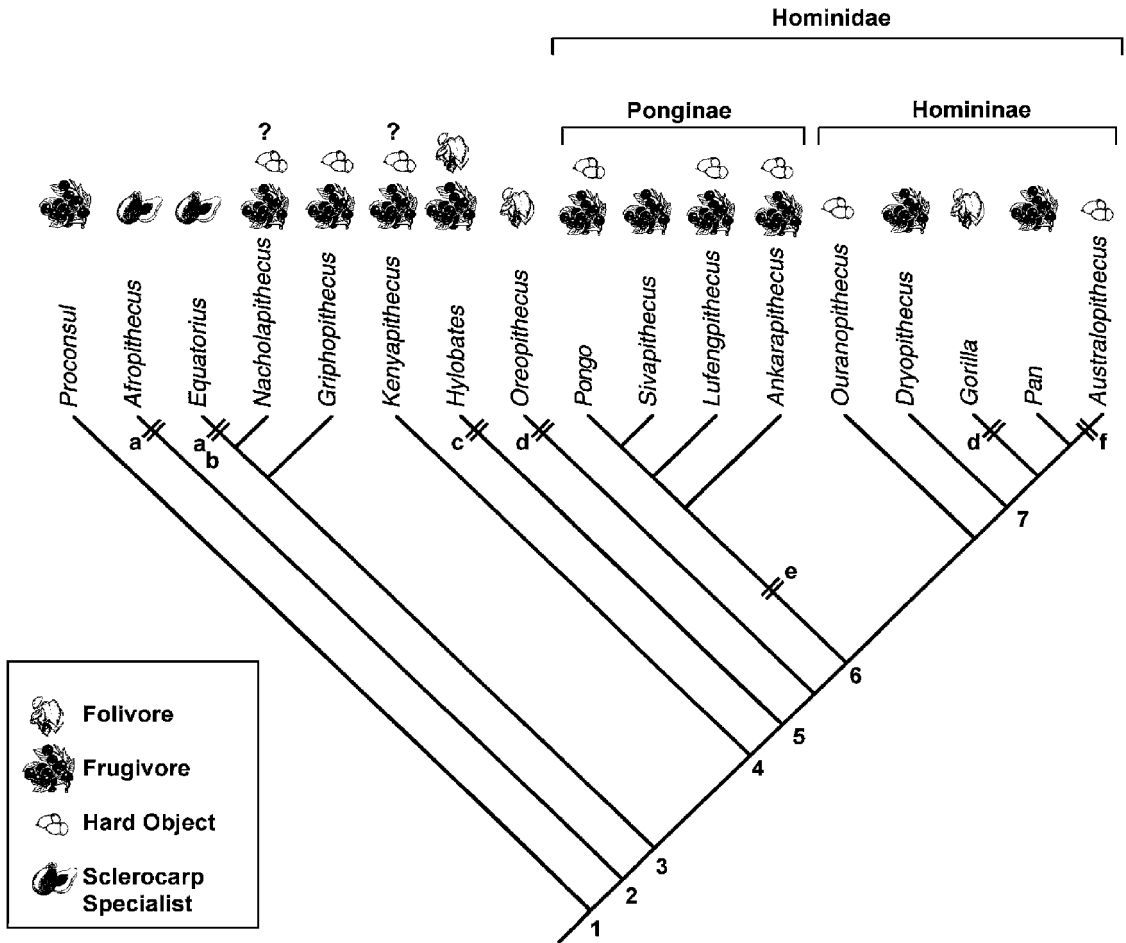 Hominidae
Ponginae
Homininae
?
?
Proconsul
Afropithecus
Equatorius
Nacholapithecus
Griphopithecus
Kenyapithecus
Hylobates
Oreopithecus
Pongo
Sivapithecus
Lufengpithecus
Ankarapithecus
Ouranopithecus
Dryopithecus
Gorilla
Pan
Australopithecus
a
a
b
c
d
d
f
7
e
6
5
4
3
2
1
Folivore
Frugivore
Hard Object
Sclerocarp
Specialist